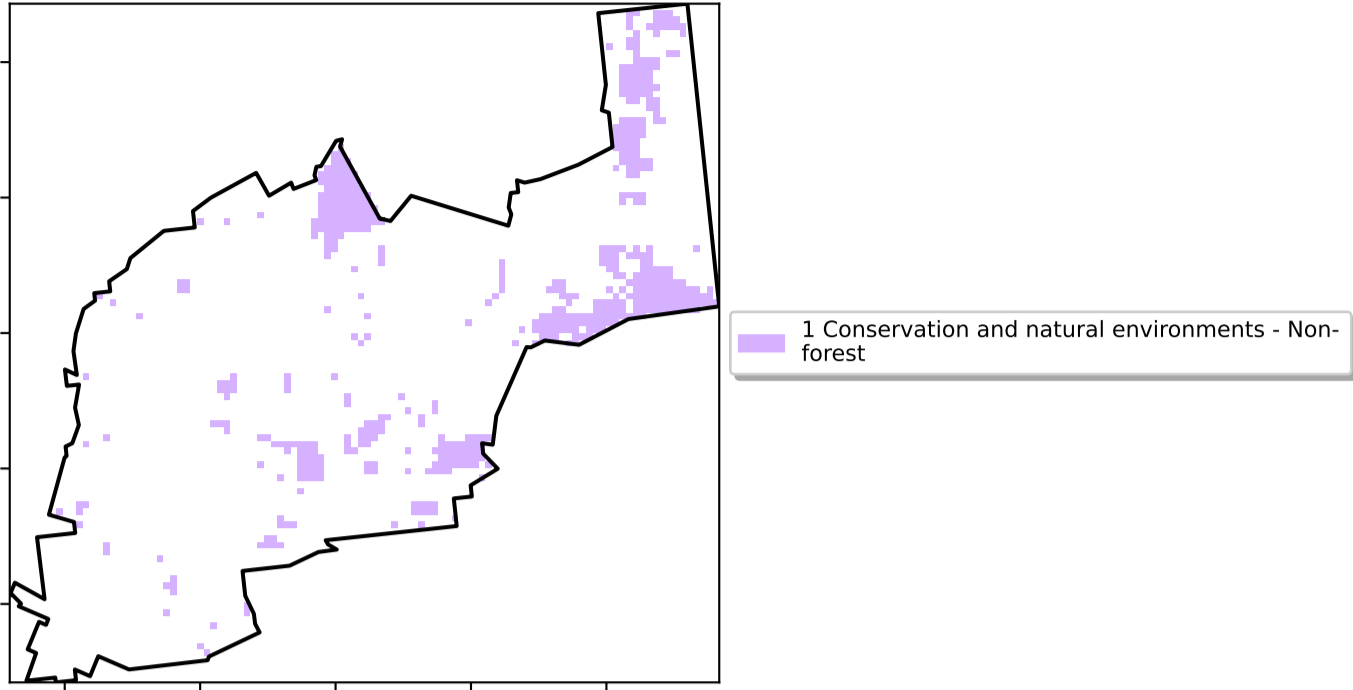 1 Conservation and natural environments - Non-
forest